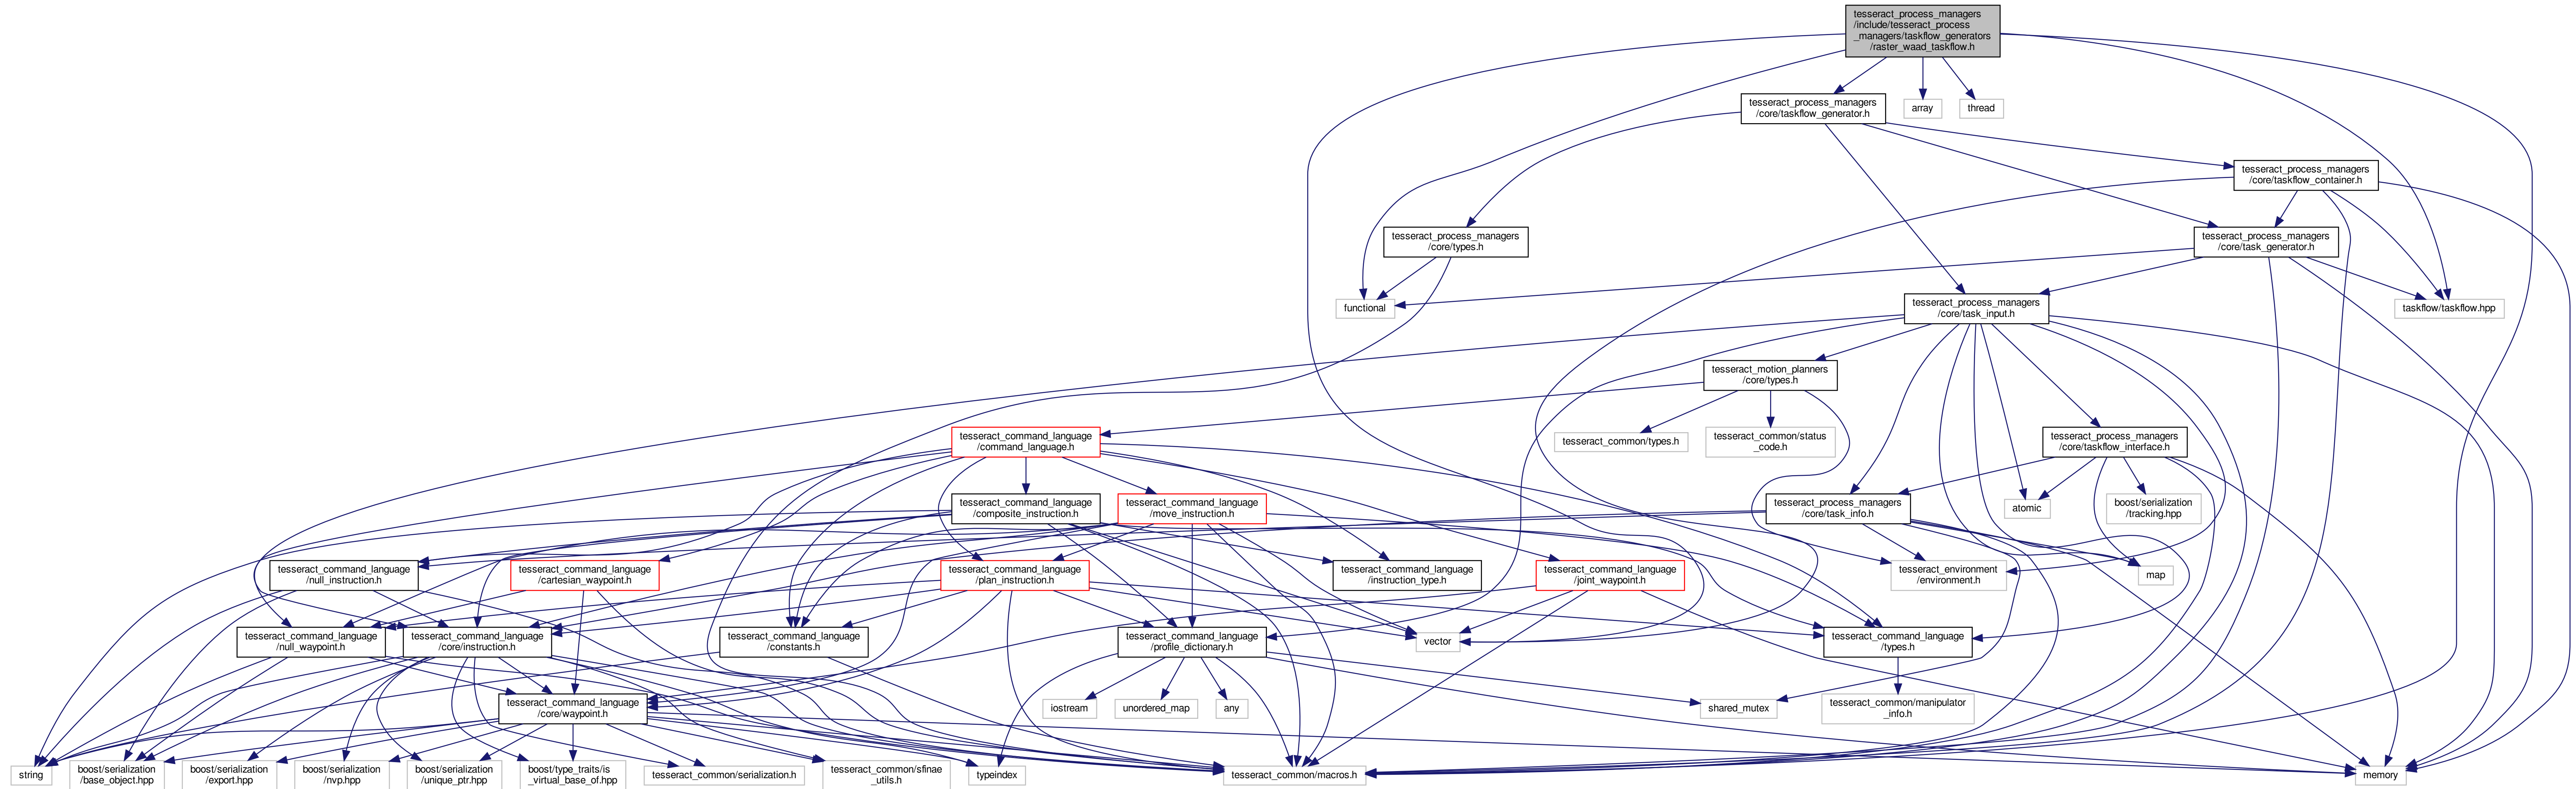 tesseract_process_managers
/include/tesseract_process
_managers/taskflow_generators
/raster_waad_taskflow.h
tesseract_process_managers
/core/taskflow_generator.h
array
thread
tesseract_process_managers
/core/taskflow_container.h
tesseract_process_managers
/core/types.h
tesseract_process_managers
/core/task_generator.h
functional
tesseract_process_managers
/core/task_input.h
taskflow/taskflow.hpp
tesseract_motion_planners
/core/types.h
tesseract_command_language
/command_language.h
tesseract_common/types.h
tesseract_common/status
_code.h
tesseract_process_managers
/core/taskflow_interface.h
tesseract_command_language
/composite_instruction.h
tesseract_command_language
/move_instruction.h
tesseract_process_managers
/core/task_info.h
atomic
boost/serialization
/tracking.hpp
tesseract_command_language
/null_instruction.h
tesseract_command_language
/cartesian_waypoint.h
tesseract_command_language
/plan_instruction.h
tesseract_command_language
/instruction_type.h
tesseract_command_language
/joint_waypoint.h
tesseract_environment
/environment.h
map
tesseract_command_language
/null_waypoint.h
tesseract_command_language
/core/instruction.h
tesseract_command_language
/constants.h
tesseract_command_language
/profile_dictionary.h
vector
tesseract_command_language
/types.h
tesseract_command_language
/core/waypoint.h
iostream
unordered_map
any
shared_mutex
tesseract_common/manipulator
_info.h
string
boost/serialization
/base_object.hpp
boost/serialization
/export.hpp
boost/serialization
/nvp.hpp
boost/serialization
/unique_ptr.hpp
boost/type_traits/is
_virtual_base_of.hpp
tesseract_common/serialization.h
tesseract_common/sfinae
_utils.h
typeindex
tesseract_common/macros.h
memory